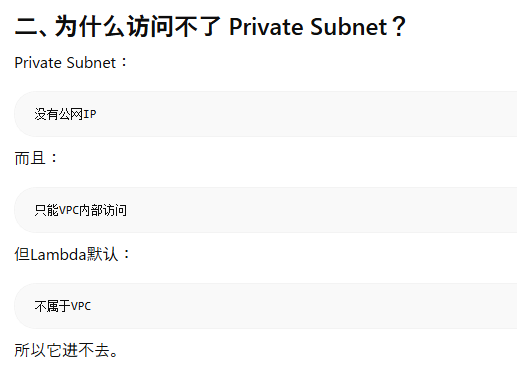 二、为什么访问不了 Private Subnet？
Private Subnet：
没有公网IP
而且：
只能VPC内部访问
但Lambda默认：
不属于VPC
所以它进不去。